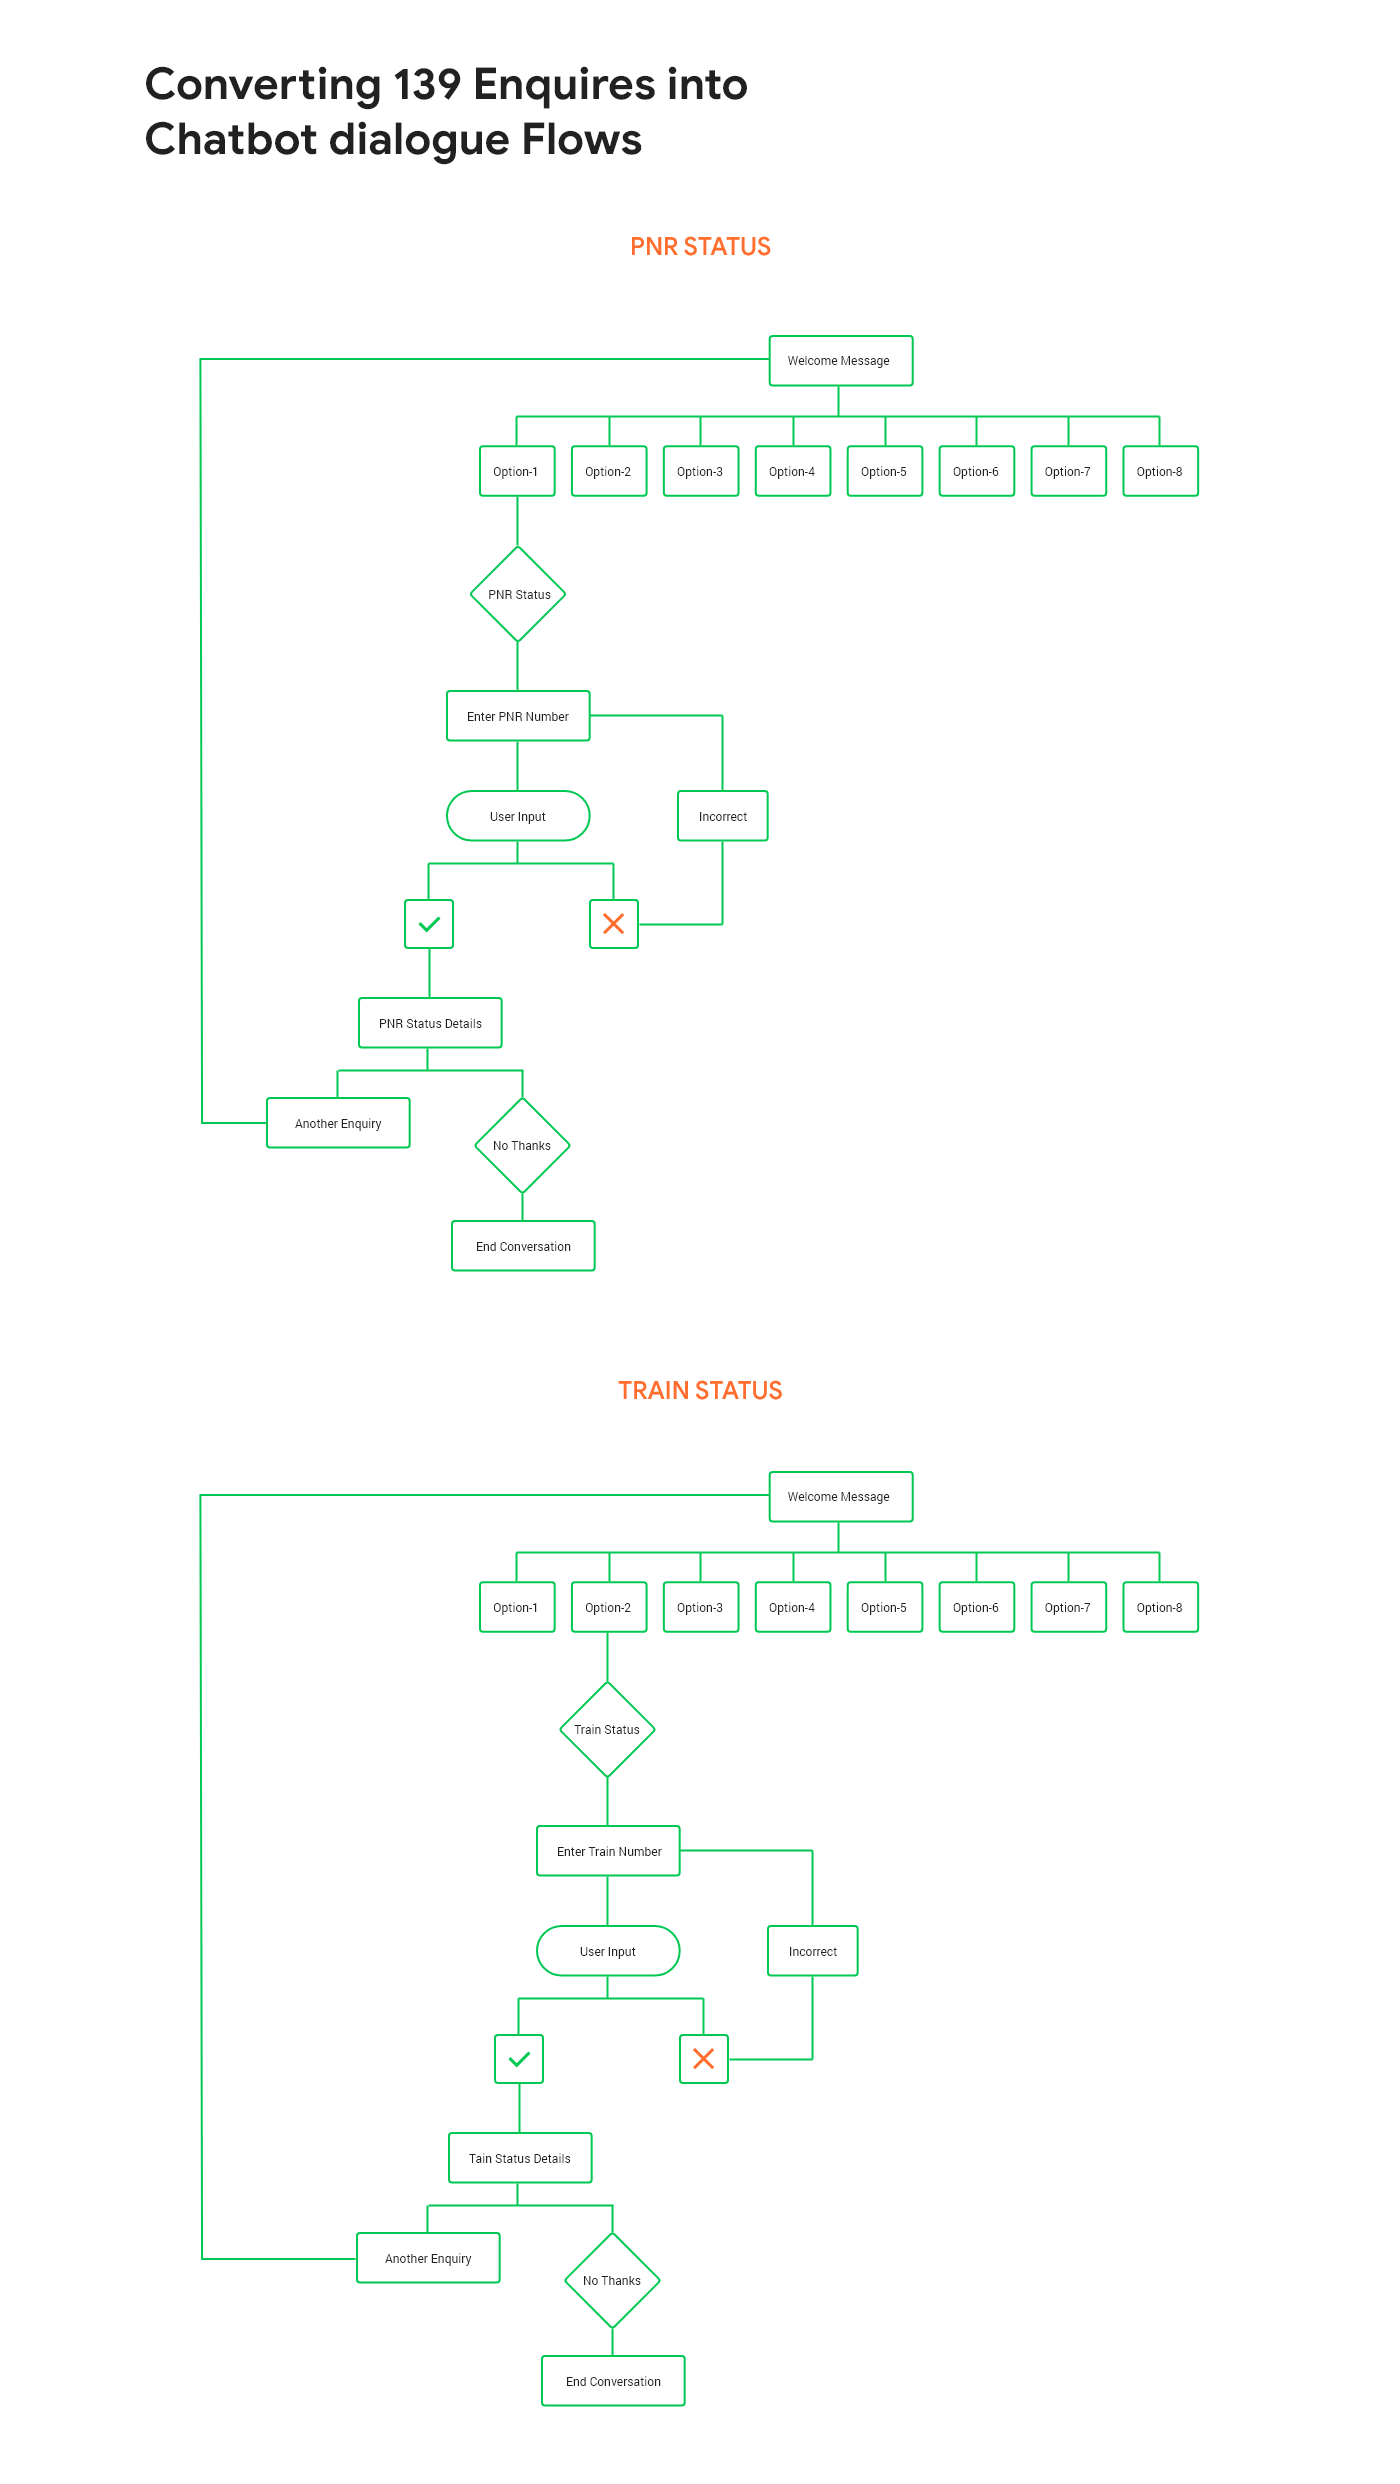 Converting 139 Enquires into
Chatbot dialogue Flows
PNR STATUS
Welcome Message
Option-1 Option-2 Option-3 Option-4 Option-5 Option-6 Option-7 Option-8
PNR Status
Enter PNR Number
User Input Incorrect
PNR Status Details
Another Enquiry
No Thanks
End Conversation
TRAIN STATUS
Welcome Message
Option-1 Option-2 Option-3 Option-4 Option-5 Option-6 Option-7 Option-8
Train Status
Enter Train Number
User Input Incorrect
Tain Status Details
Another Enquiry
No Thanks
End Conversation